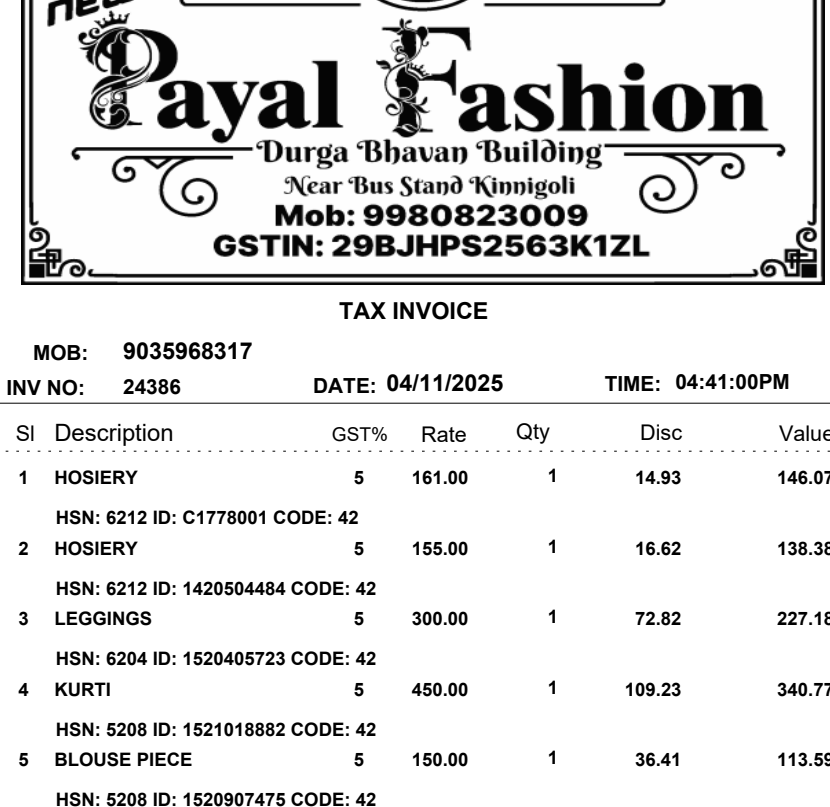 new
Payal Fashion
Durga Bhavan Building
Near Bus Stand Kinnigoli
Mob: 9980823009
GSTIN: 29BJHPS2563K1ZL
TAX INVOICE
MOB: 9035968317
INV NO: 24386 DATE: 04/11/2025 TIME: 04:41:00PM
Sl Description GST% Rate Qty Disc Value
1 HOSIERY 5 161.00 1 14.93 146.07
HSN: 6212 ID: C1778001 CODE: 42
2 HOSIERY 5 155.00 1 16.62 138.38
HSN: 6212 ID: 1420504484 CODE: 42
3 LEGGINGS 5 300.00 1 72.82 227.18
HSN: 6204 ID: 1520405723 CODE: 42
4 KURTI 5 450.00 1 109.23 340.77
HSN: 5208 ID: 1521018882 CODE: 42
5 BLOUSE PIECE 5 150.00 1 36.41 113.59
HSN: 5208 ID: 1520907475 CODE: 42